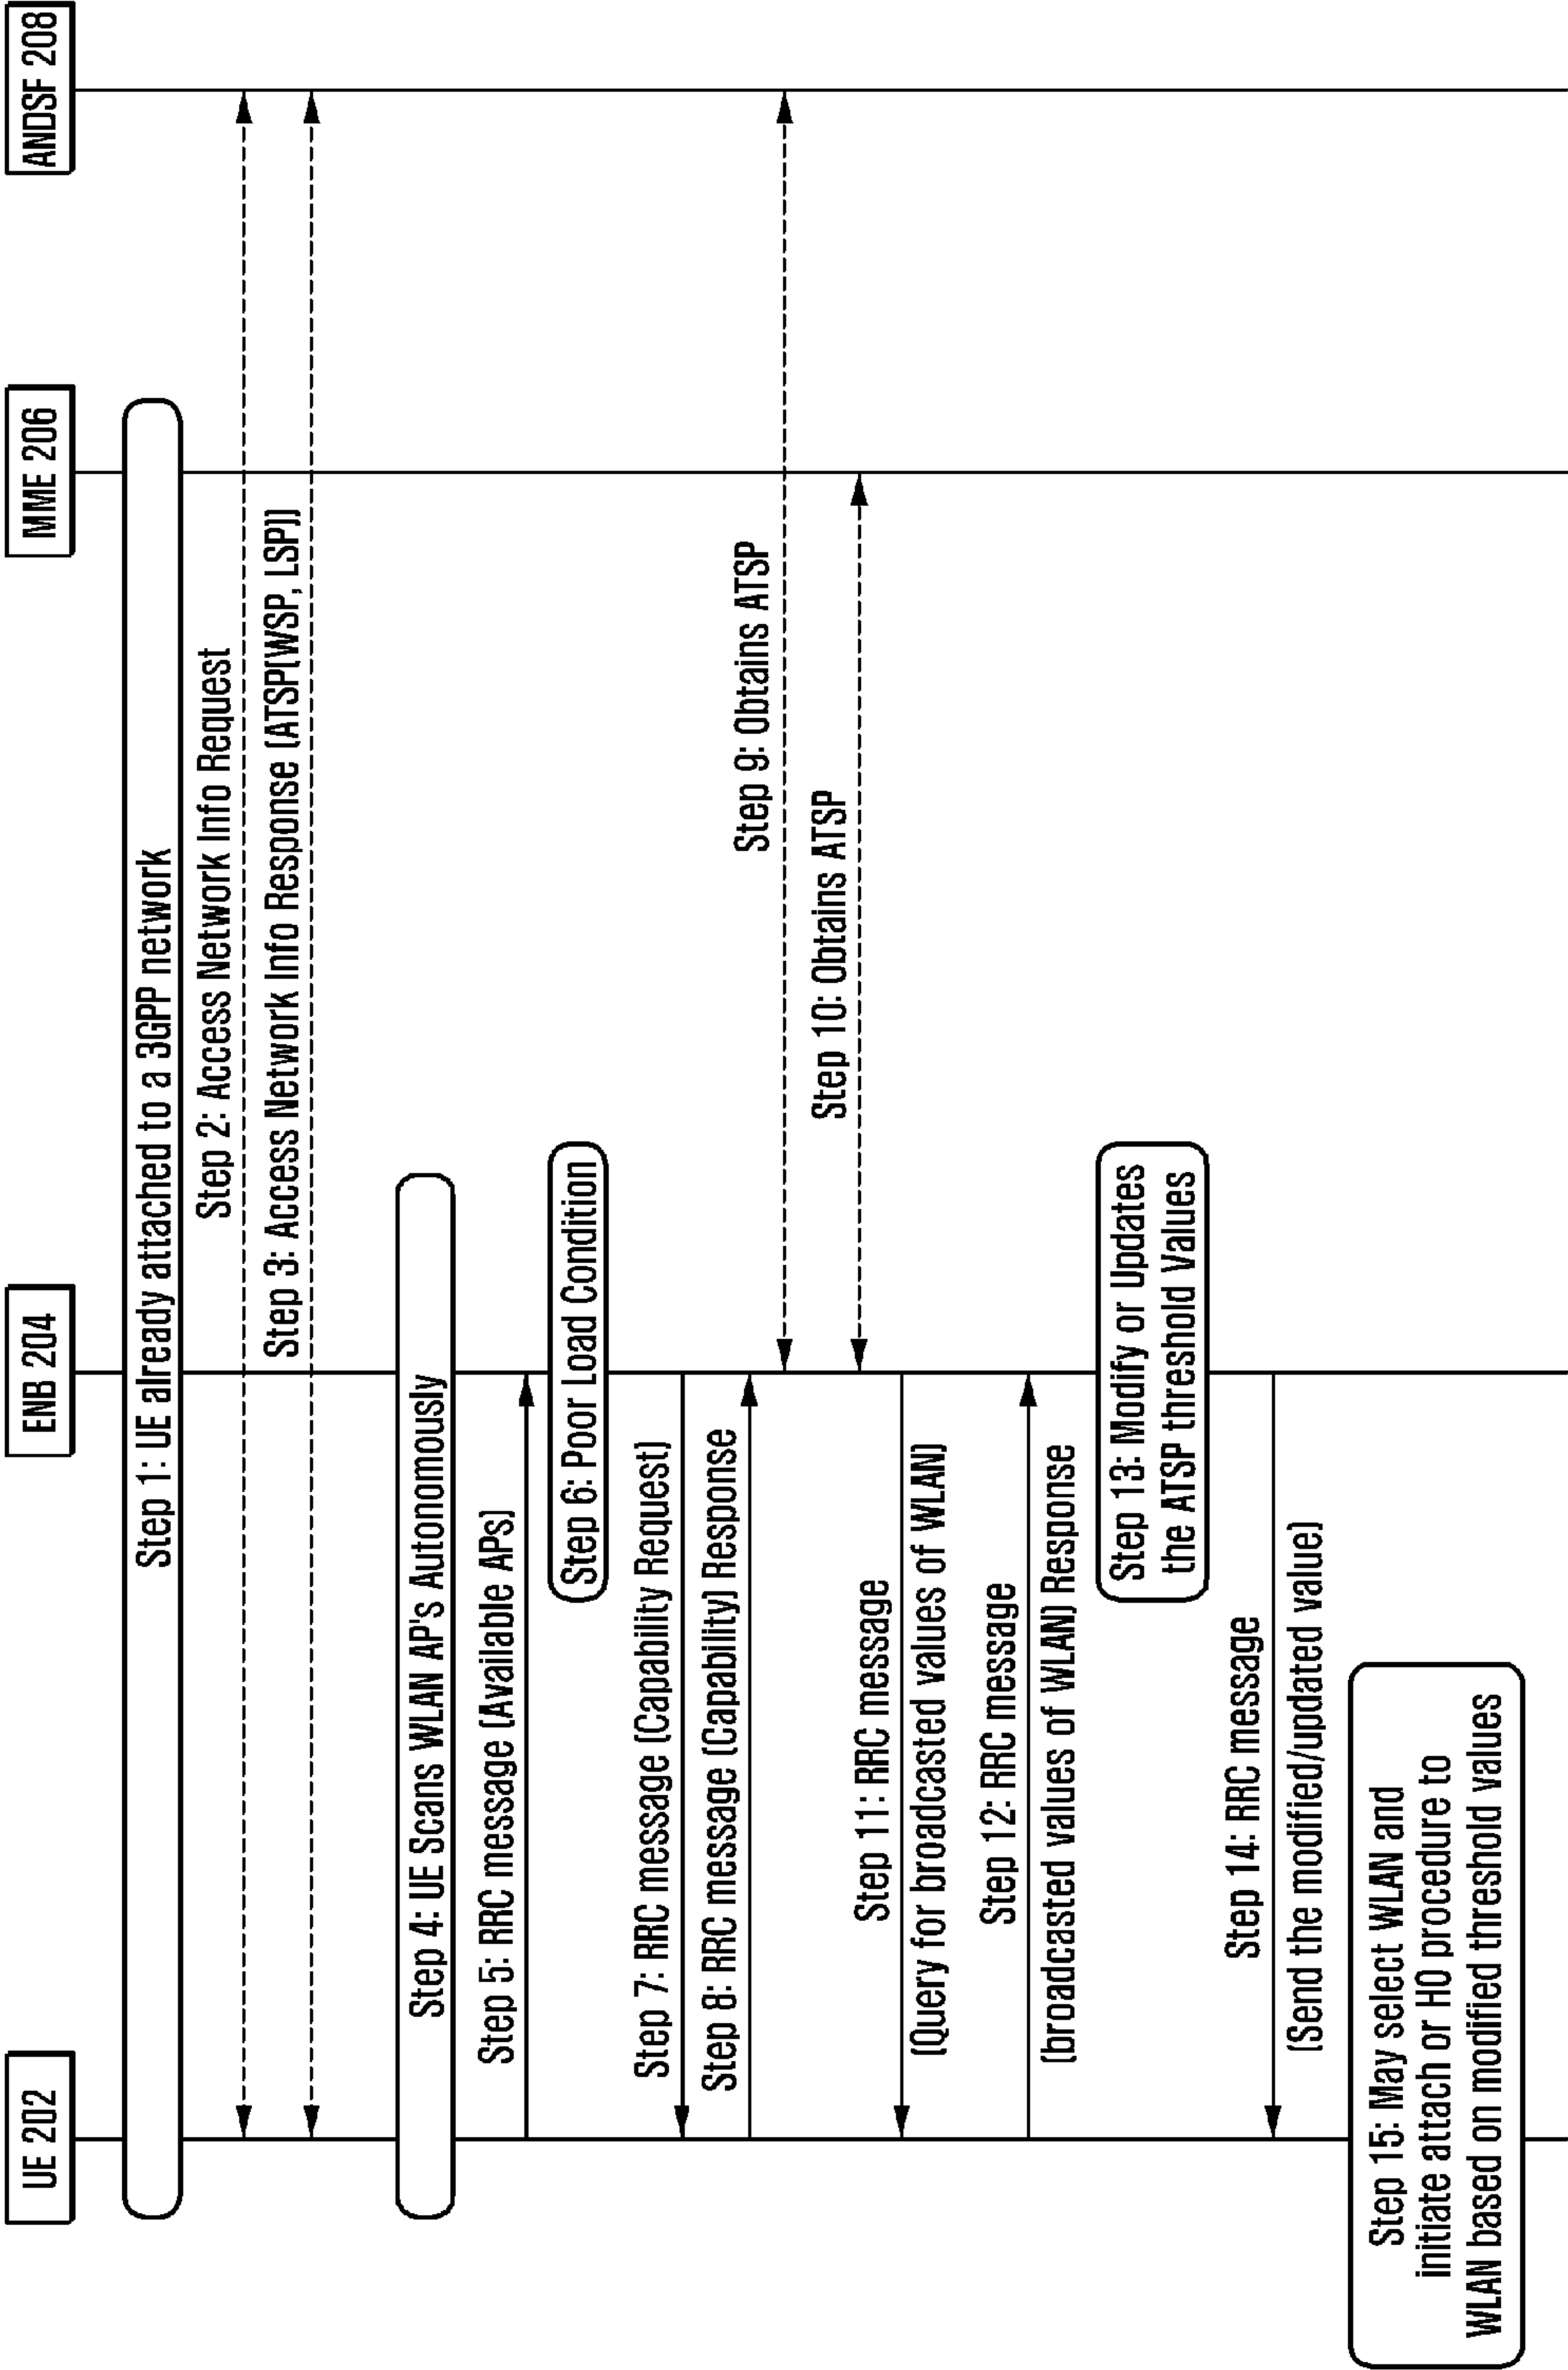 UE 202
ENB 204
MME 206
ANDSF 208
Step 1: UE already attached to a 3GPP network
Step 2: Access Network Info Request
Step 3: Access Network Info Response (ATSP(WSP, LSP))
Step 4: UE Scans WLAN AP's Autonomously
Step 5: RRC message (Available APs)
Step 6: Poor Load Condition
Step 7: RRC message (Capability Request)
Step 8: RRC message (Capability) Response
Step 9: Obtains ATSP
Step 10: Obtains ATSP
Step 11: RRC message
(Query for broadcasted values of WLAN)
Step 12: RRC message
(broadcasted values of WLAN) Response
Step 13: Modify or Updates
the ATSP threshold Values
Step 14: RRC message
(Send the modified/updated value)
Step 15: May select WLAN and
initiate attach or HO procedure to
WLAN based on modified threshold values